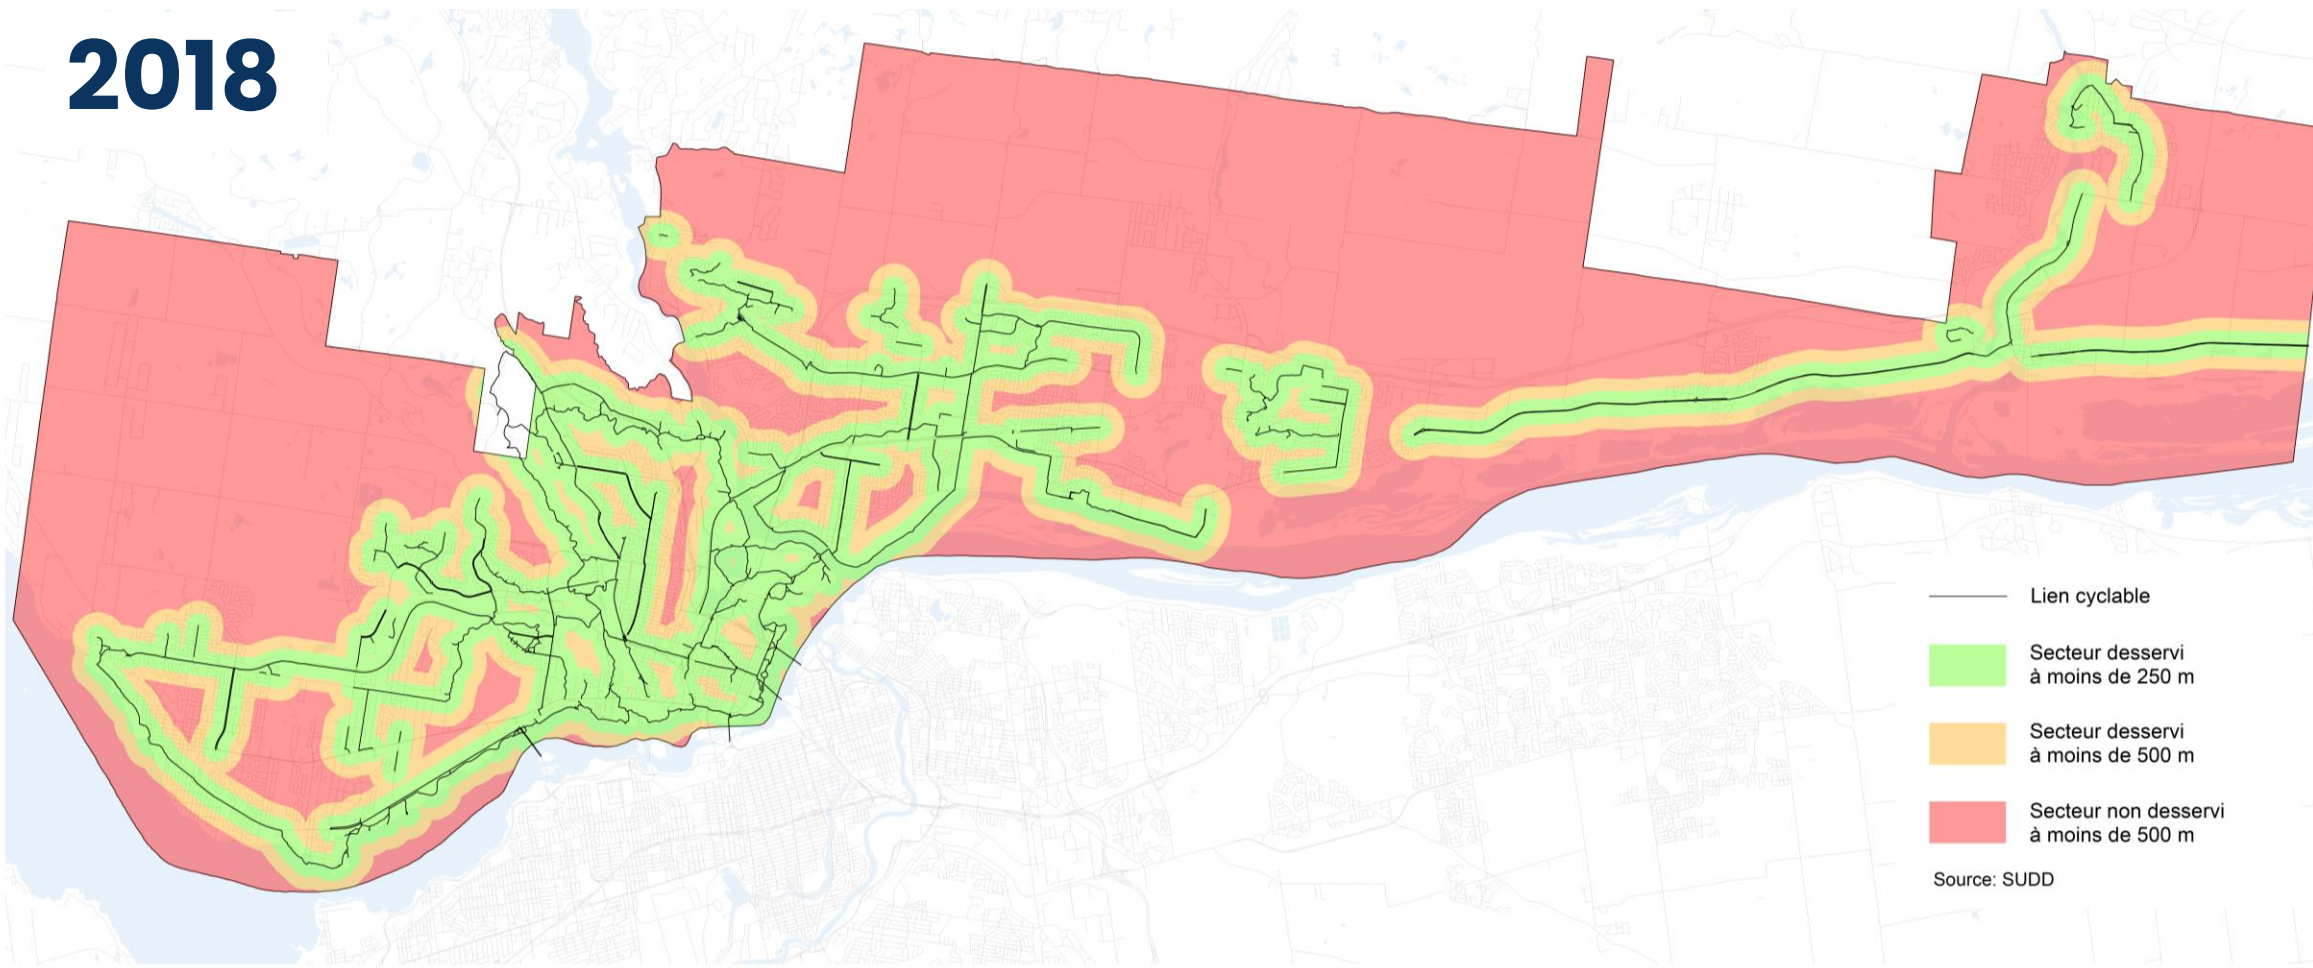 2018
Lien cyclable
Secteur desservi
à moins de 250 m
Secteur desservi
à moins de 500 m
Secteur non desservi
à moins de 500 m
Source: SUDD